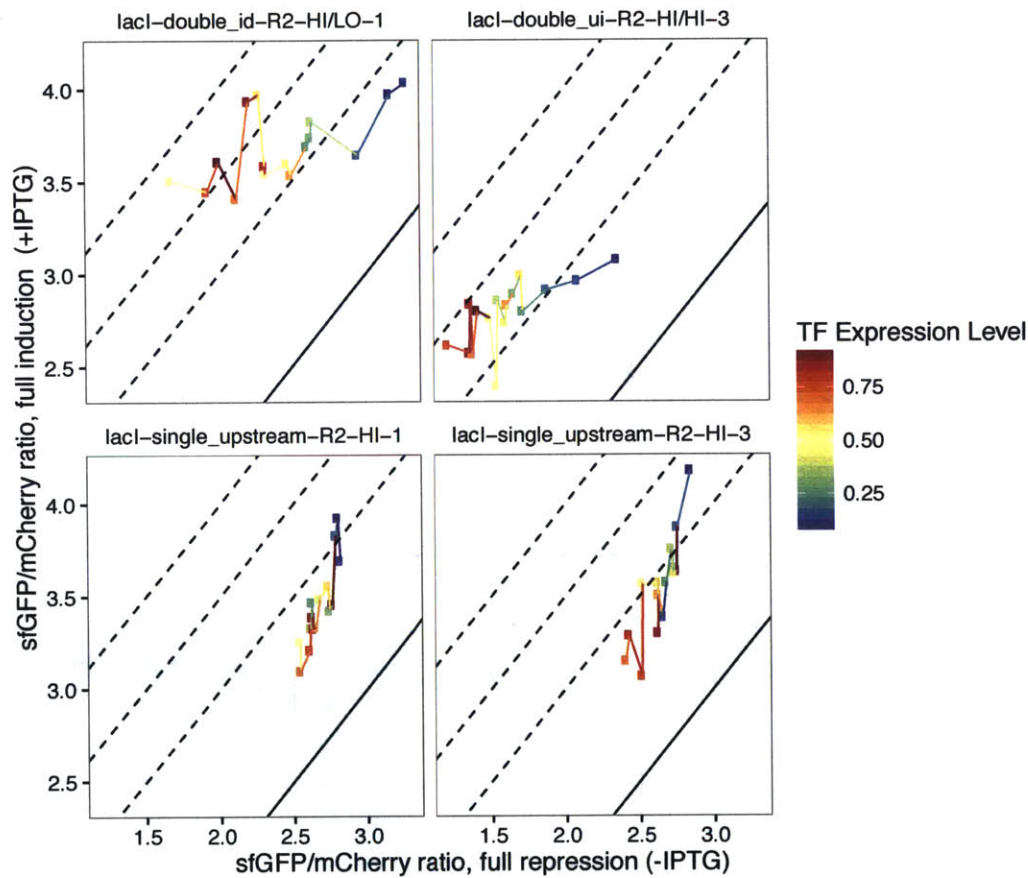 lacI-double_id-R2-HI/LO-1
lacI-double_ui-R2-HI/HI-3
4.0
3.5
3.0
2.5
lacI-single_upstream-R2-HI-1
lacI-single_upstream-R2-HI-3
4.0
3.5
3.0
2.5
1.5 2.0 2.5 3.0
1.5 2.0 2.5 3.0
sfGFP/mCherry ratio, full repression (-IPTG)
sfGFP/mCherry ratio, full induction (+IPTG)
TF Expression Level
0.75
0.50
0.25